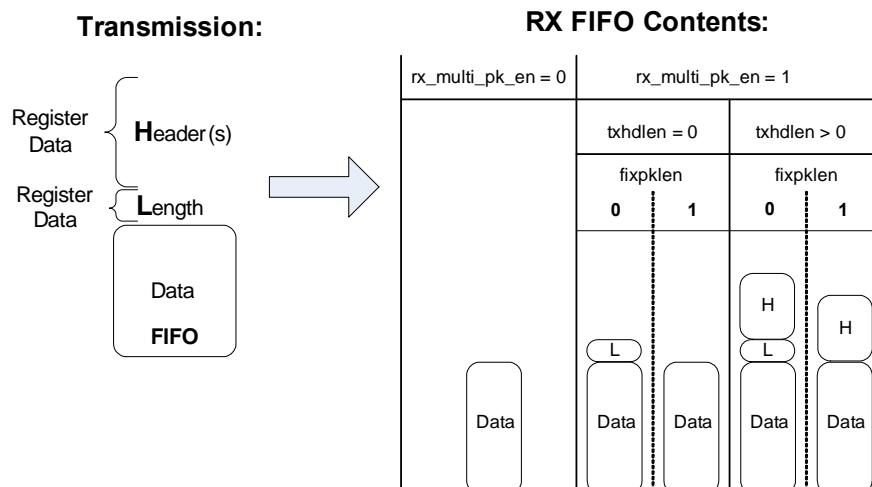 Transmission:
RX FIFO Contents:
Register
Data
Header(s)
Register
Data
Length
Data
FIFO
rx_multi_pk_en = 0
rx_multi_pk_en = 1
txhdlen = 0
txhdlen > 0
fixpklen
fixpklen
0 1 0 1
H
H
L
L
Data
Data
Data
Data
Data